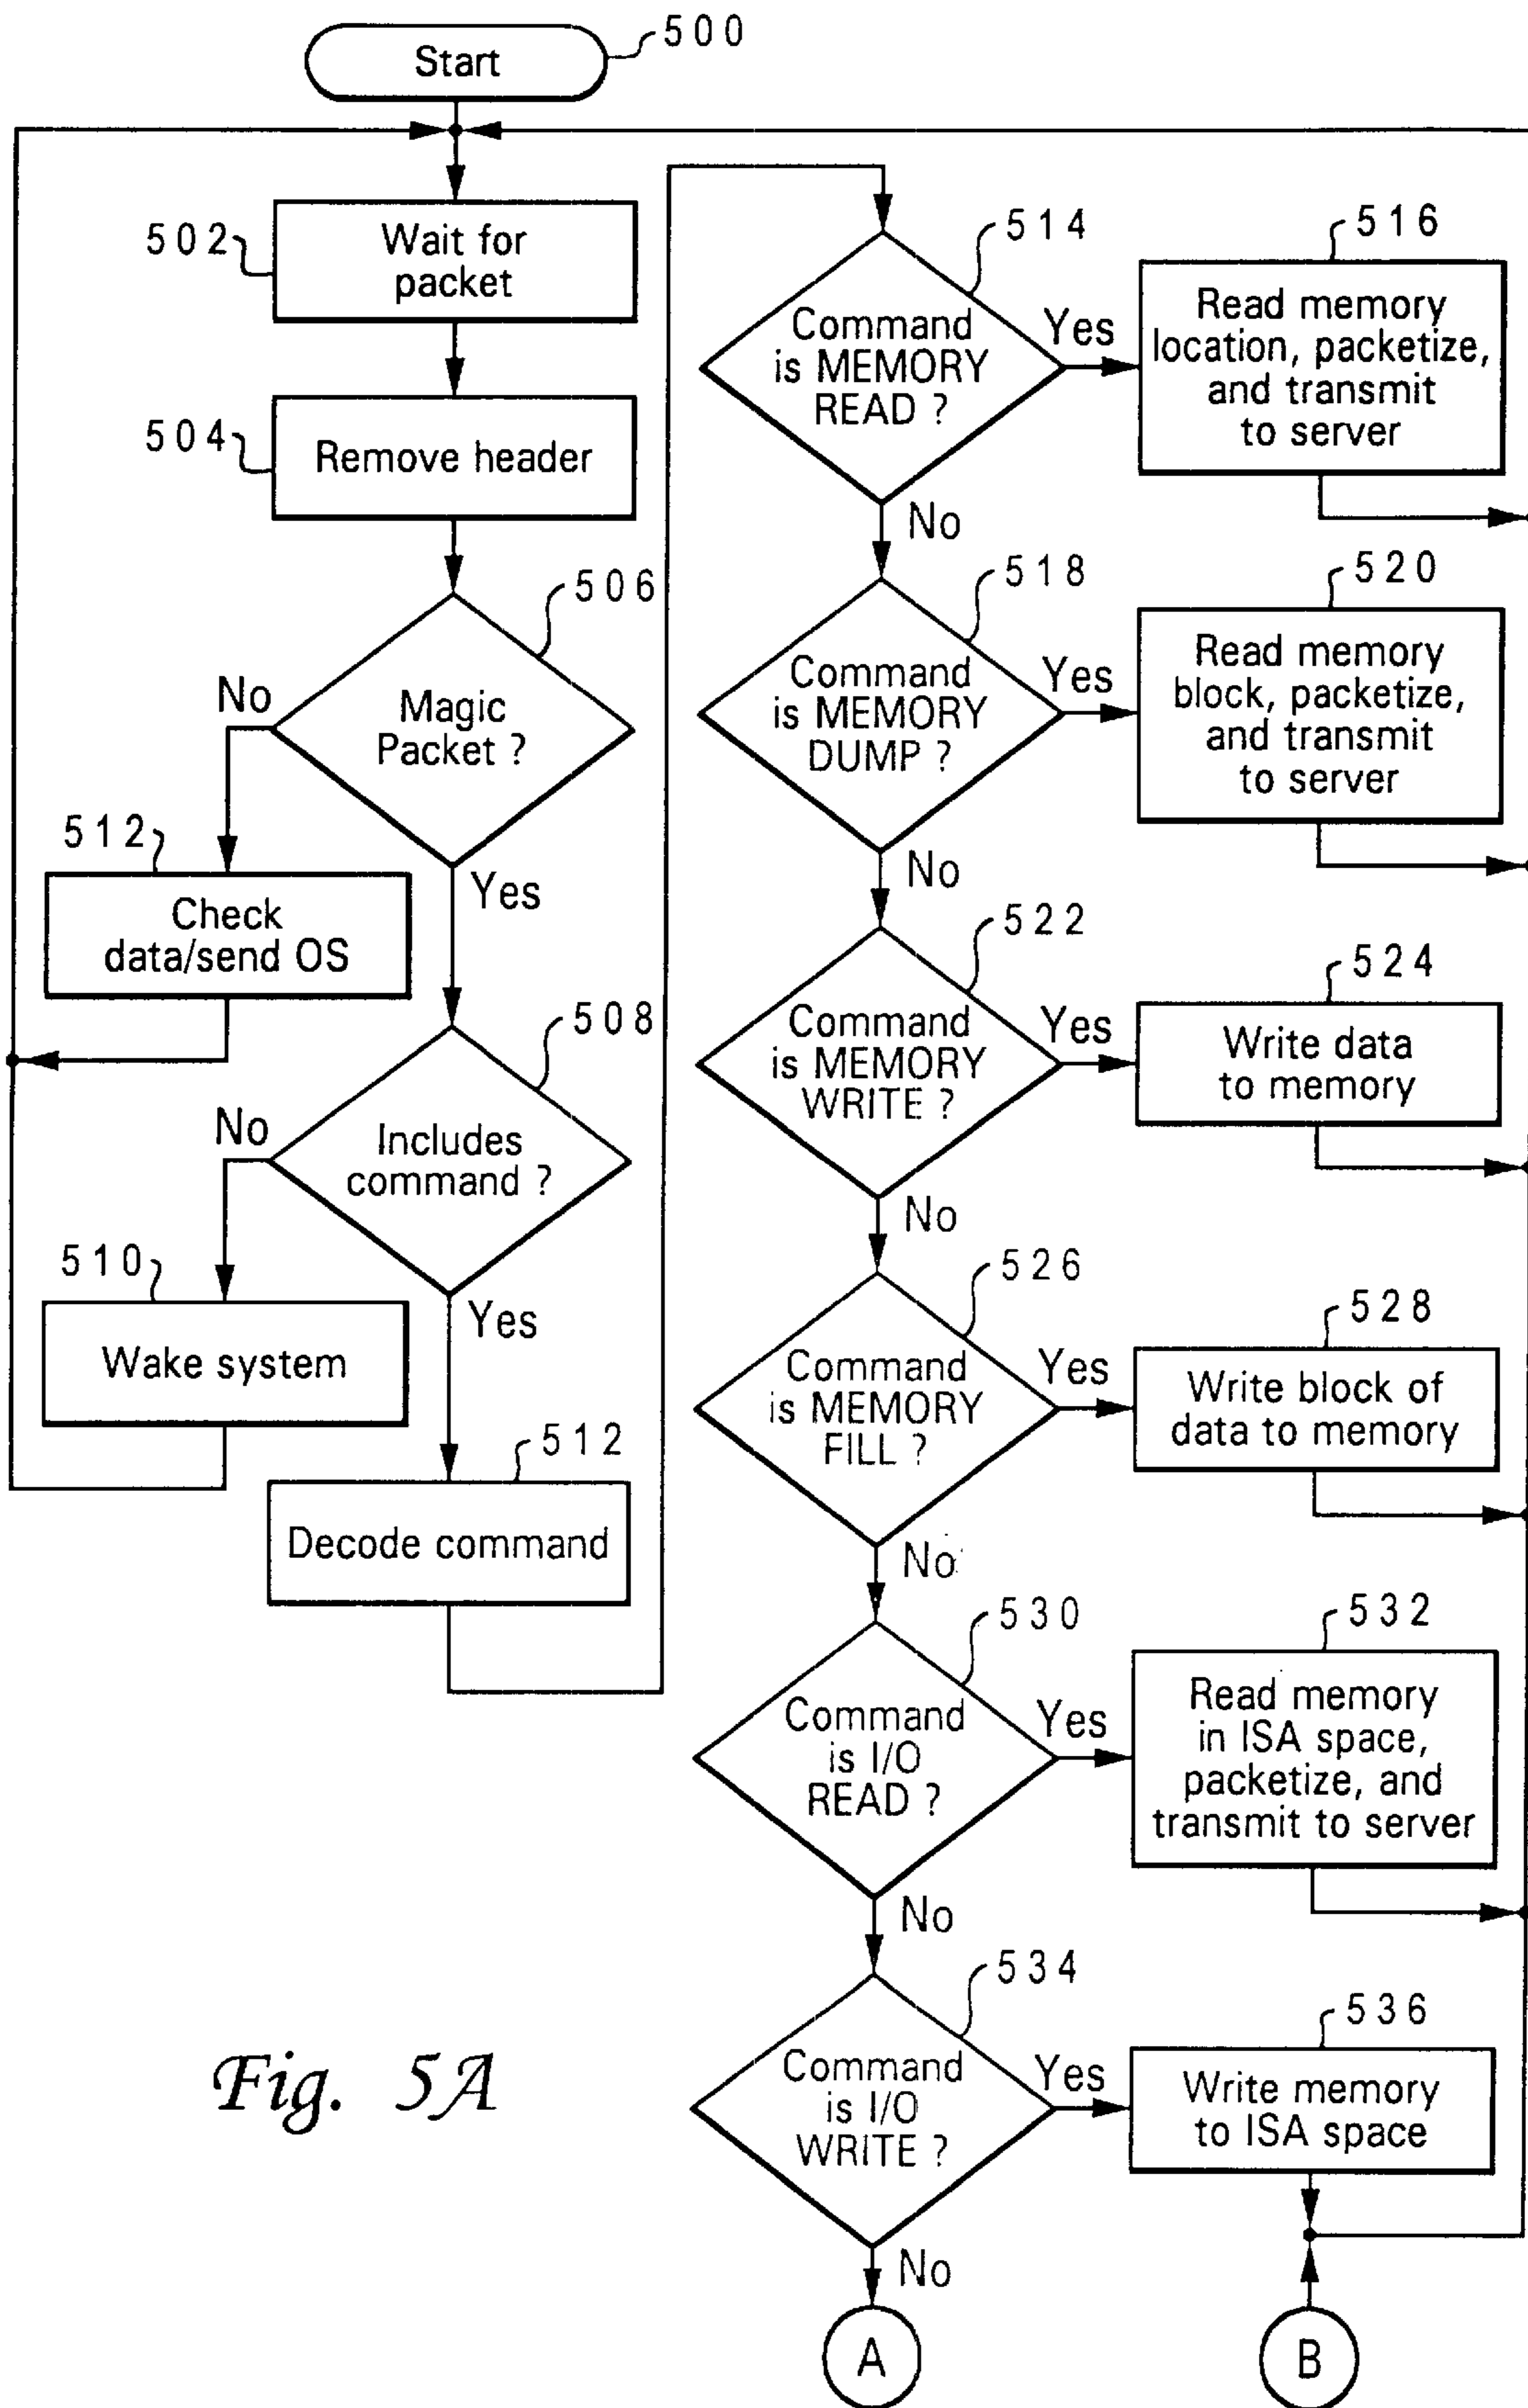 Start
500
502
Wait for
packet
504
Remove header
506
Magic
Packet ?
No
Yes
512
Check
data/send OS
508
Includes
command ?
No
Yes
510
Wake system
512
Decode command
514
Command
is MEMORY
READ ?
Yes
No
516
Read memory
location, packetize,
and transmit
to server
518
Command
is MEMORY
DUMP ?
Yes
No
520
Read memory
block, packetize,
and transmit
to server
522
Command
is MEMORY
WRITE ?
Yes
No
524
Write data
to memory
526
Command
is MEMORY
FILL ?
Yes
No
528
Write block of
data to memory
530
Command
is I/O
READ ?
Yes
No
532
Read memory
in ISA space,
packetize, and
transmit to server
534
Command
is I/O
WRITE ?
Yes
No
536
Write memory
to ISA space
A
B
Fig. 5A